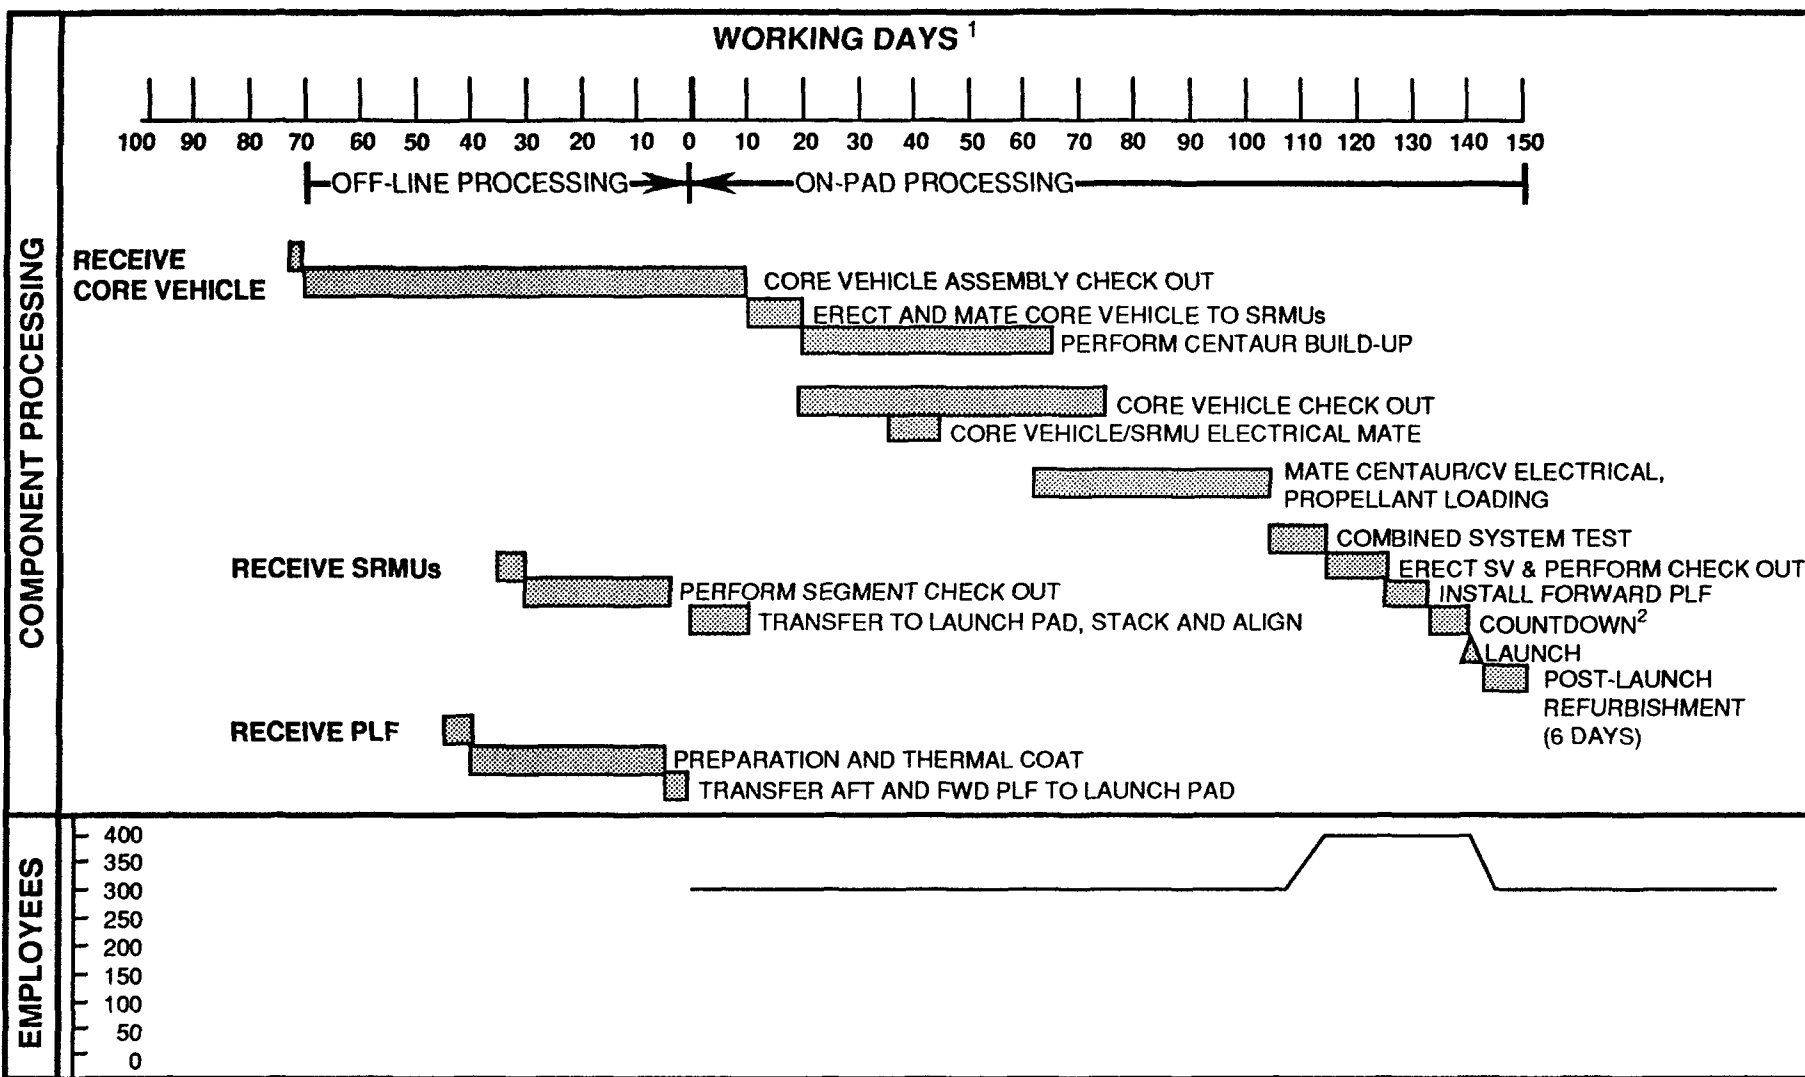 WORKING DAYS 1
100 90 80 70 60 50 40 30 20 10 0 10 20 30 40 50 60 70 80 90 100 110 120 130 140 150
OFF-LINE PROCESSING
ON-PAD PROCESSING
COMPONENT PROCESSING
RECEIVE
CORE VEHICLE
CORE VEHICLE ASSEMBLY CHECK OUT
ERECT AND MATE CORE VEHICLE TO SRMUs
PERFORM CENTAUR BUILD-UP
CORE VEHICLE CHECK OUT
CORE VEHICLE/SRMU ELECTRICAL MATE
MATE CENTAUR/CV ELECTRICAL,
PROPELLANT LOADING
COMBINED SYSTEM TEST
ERECT SV & PERFORM CHECK OUT
INSTALL FORWARD PLF
COUNTDOWN2
LAUNCH
POST-LAUNCH
REFURBISHMENT
(6 DAYS)
RECEIVE SRMUs
PERFORM SEGMENT CHECK OUT
TRANSFER TO LAUNCH PAD, STACK AND ALIGN
RECEIVE PLF
PREPARATION AND THERMAL COAT
TRANSFER AFT AND FWD PLF TO LAUNCH PAD
EMPLOYEES
400
350
300
250
200
150
100
50
0